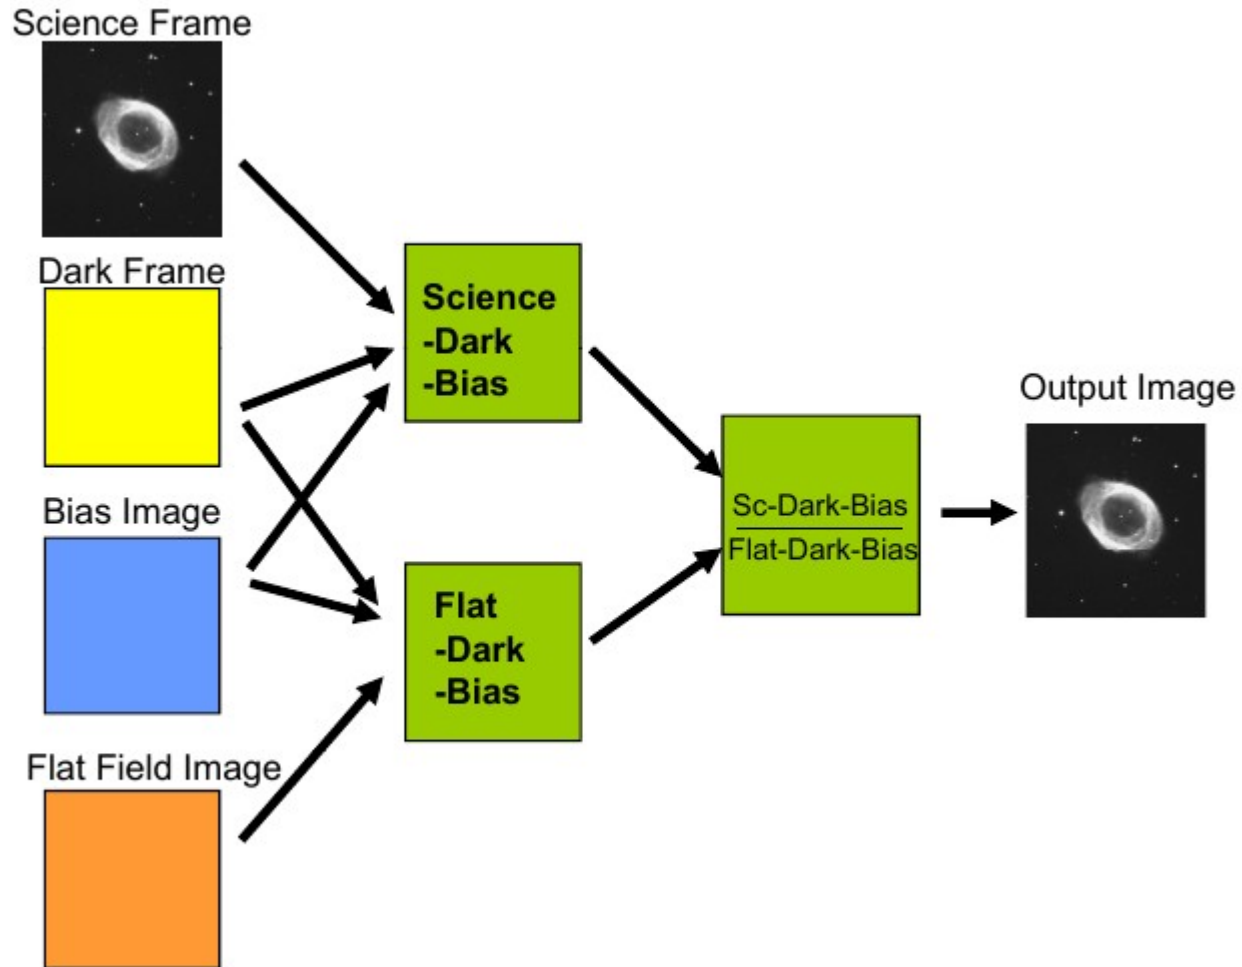 Science Frame
Dark Frame
Bias Image
Flat Field Image
Science
-Dark
-Bias
Flat
-Dark
-Bias
Sc-Dark-Bias
Flat-Dark-Bias
Output Image